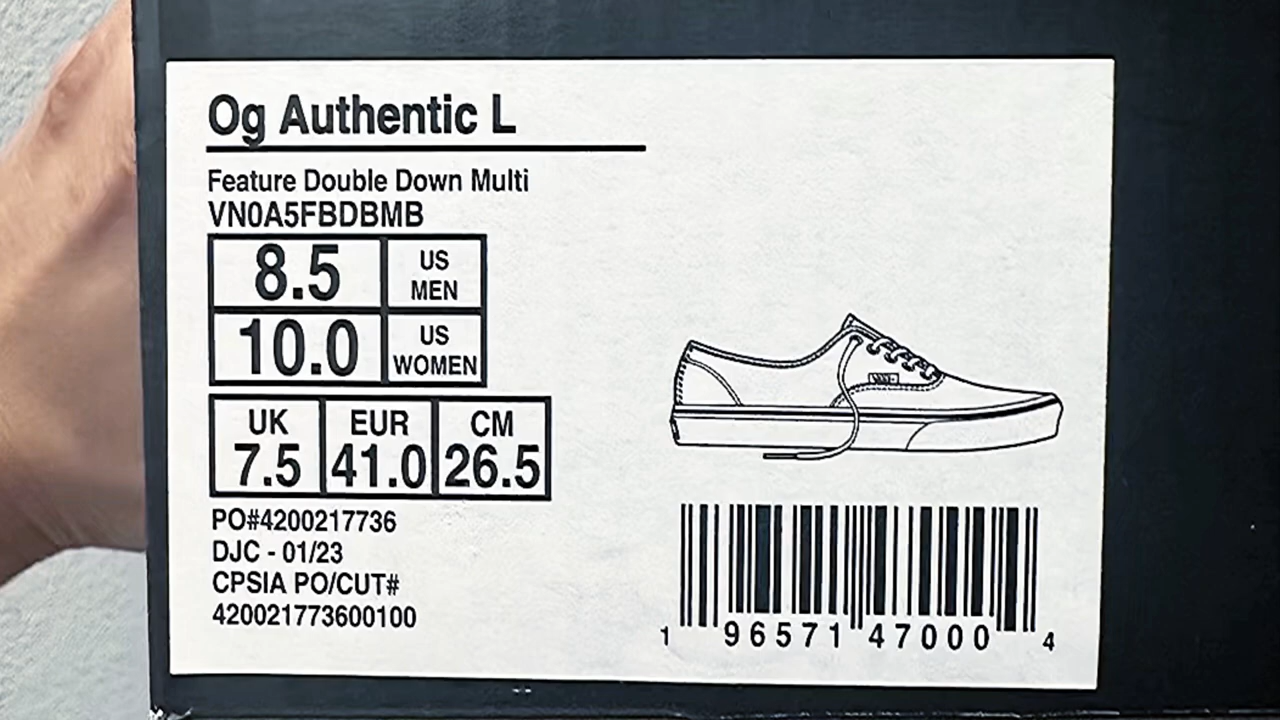 Og Authentic L
Feature Double Down Multi
VN0A5FBDBMB
8.5 US MEN
10.0 US WOMEN
UK EUR CM
7.5 41.0 26.5
PO#4200217736
DJC - 01/23
CPSIA PO/CUT#
420021773600100
1 96571 47000 4